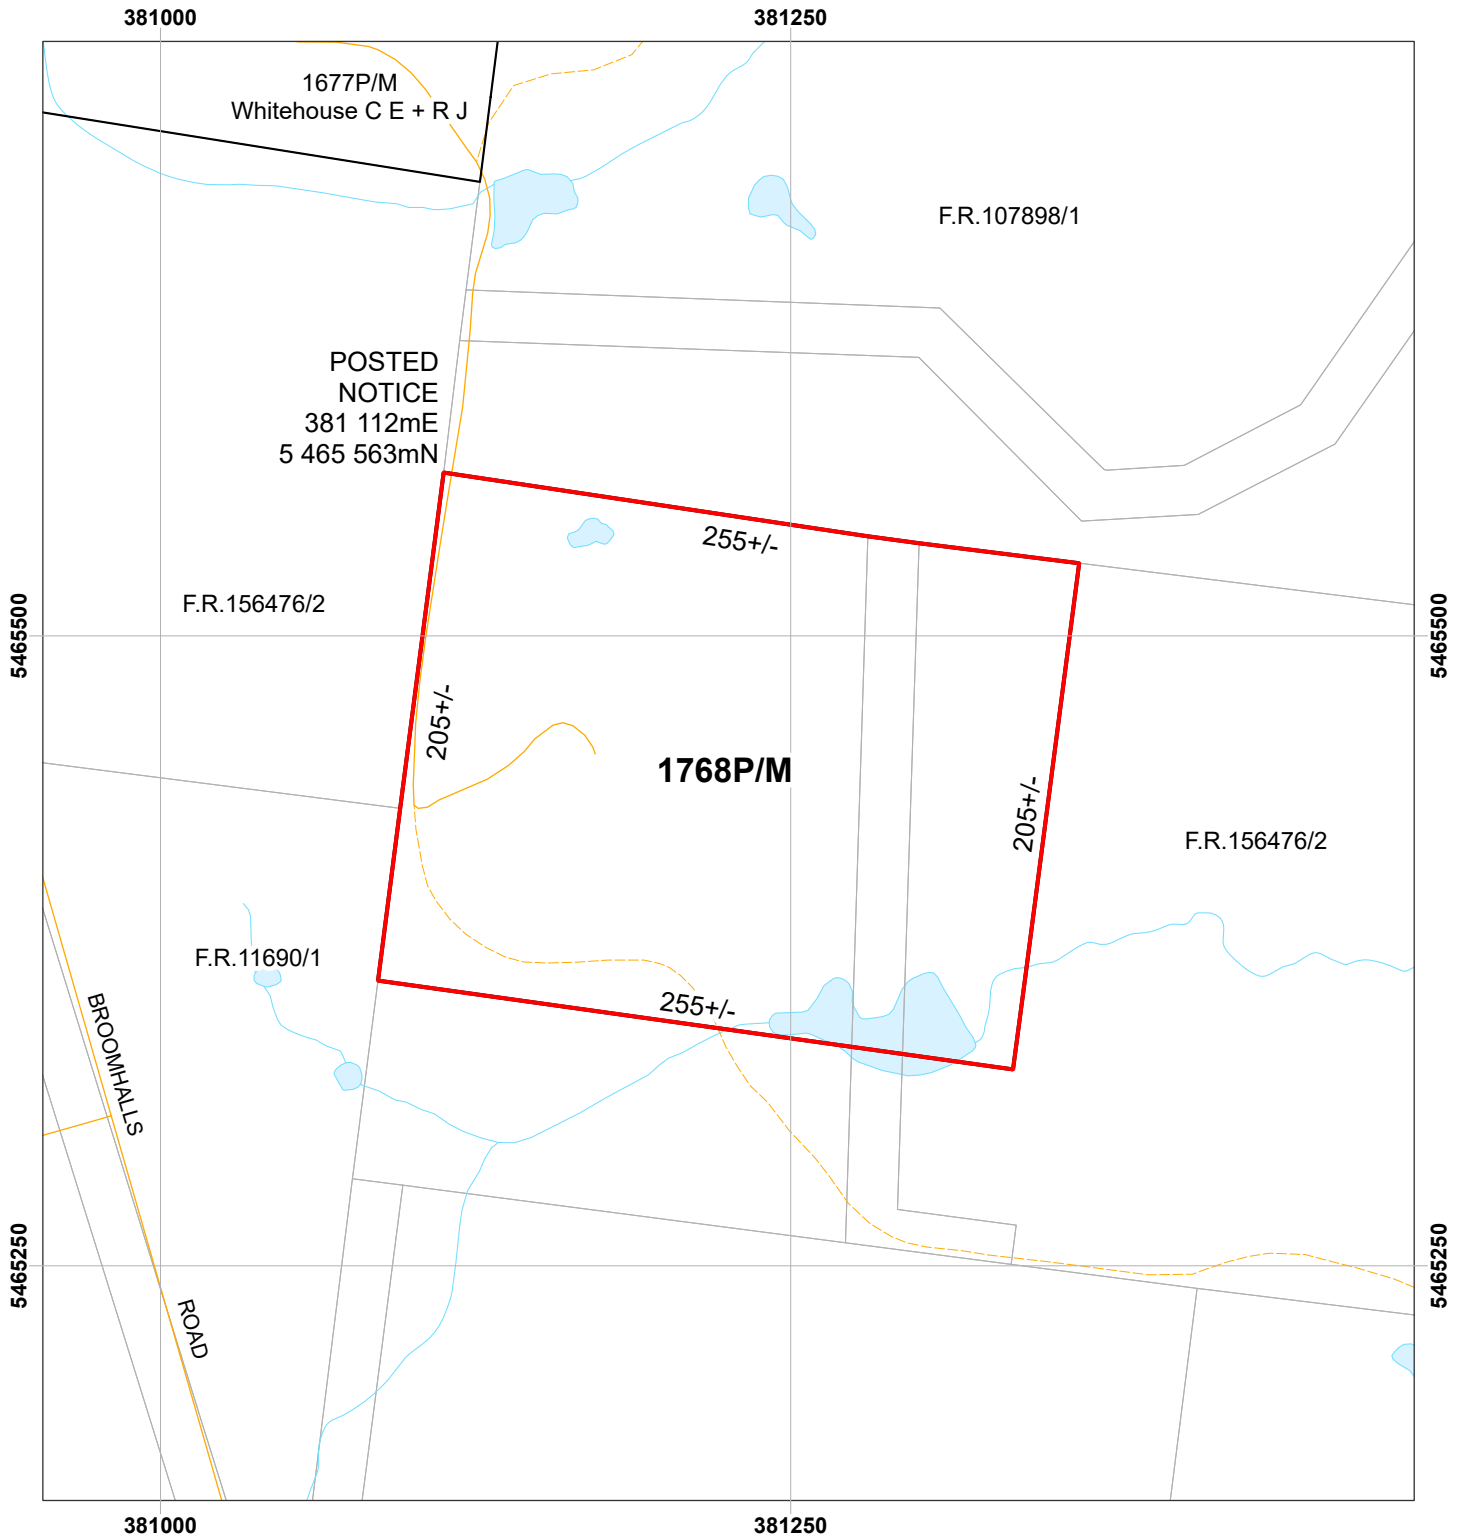 381000
381250
1677P/M
Whitehouse C E + R J
F.R.107898/1
POSTED
NOTICE
381 112mE
5 465 563mN
255+/-
F.R.156476/2
5465500
5465500
205+/-
1768P/M
205+/-
F.R.156476/2
F.R.11690/1
255+/-
BROOMHALLS
ROAD
5465250
5465250
381000
381250